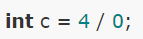 int c = 4 / 0;